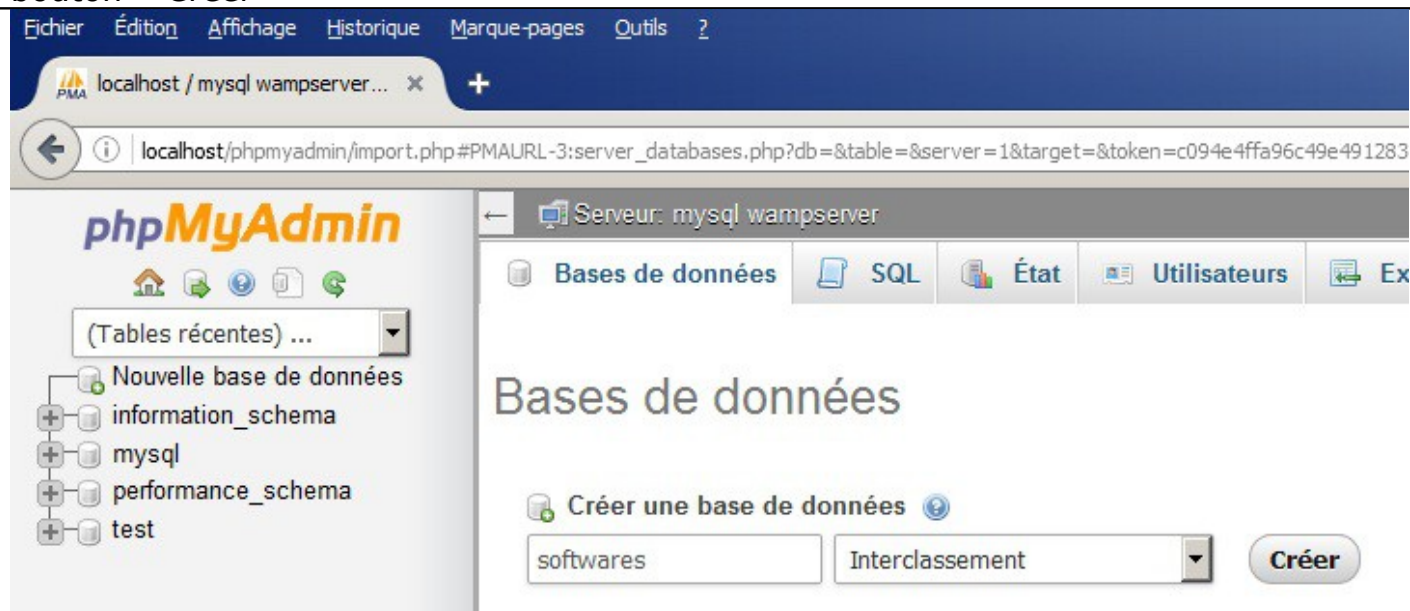 bouton « Créer »
Fichier Édition Affichage Historique Marque-pages Outils ?
PMA localhost / mysql wampserver... × +
localhost/phpmyadmin/import.php#PMAURL-3:server_databases.php?db=&table=&server=1&target=&token=c094e4ffa96c49e491283
phpMyAdmin
← Serveur: mysql wampserver
Bases de données SQL État Utilisateurs Ex
(Tables récentes) ...
Nouvelle base de données
information_schema
mysql
performance_schema
test
Bases de données
Créer une base de données
softwares Interclassement Créer